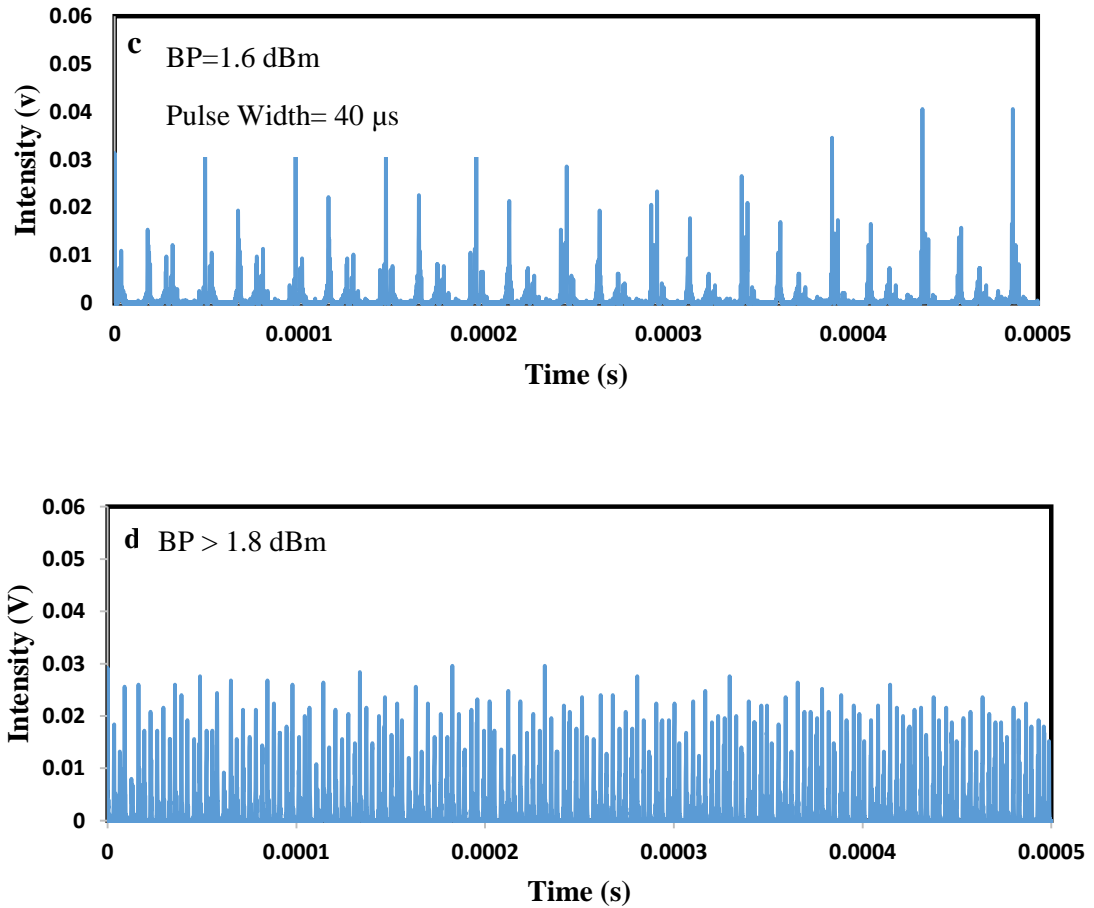 c
BP=1.6 dBm
Pulse Width= 40 μs
Intensity (v)
0.06
0.05
0.04
0.03
0.02
0.01
0
0 0.0001 0.0002 0.0003 0.0004 0.0005
Time (s)
d BP > 1.8 dBm
Intensity (V)
0.06
0.05
0.04
0.03
0.02
0.01
0
0 0.0001 0.0002 0.0003 0.0004 0.0005
Time (s)